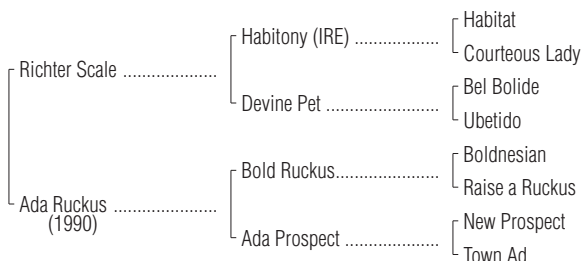 Habitat
Habitony (IRE) ....................
Courteous Lady
Richter Scale .....................
Bel Bolide
Devine Pet ...........................
Ubetido
Boldnesian
Bold Ruckus.........................
Raise a Ruckus
Ada Ruckus .......................
(1990)
New Prospect
Ada Prospect .......................
Town Ad